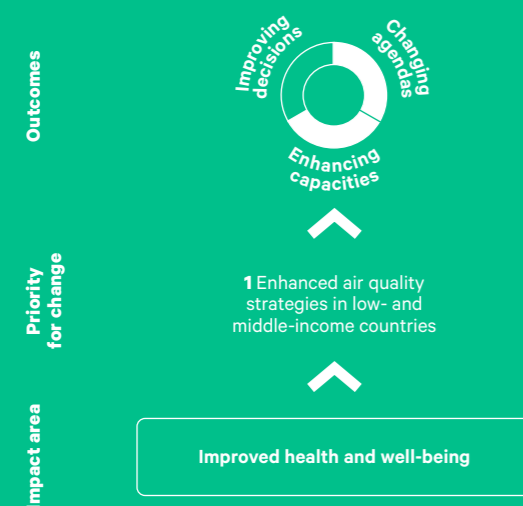 Outcomes
Improving
decisions
Changing
agendas
Enhancing
capacities
Priority
for change
1 Enhanced air quality
strategies in low- and
middle-income countries
Impact area
Improved health and well-being